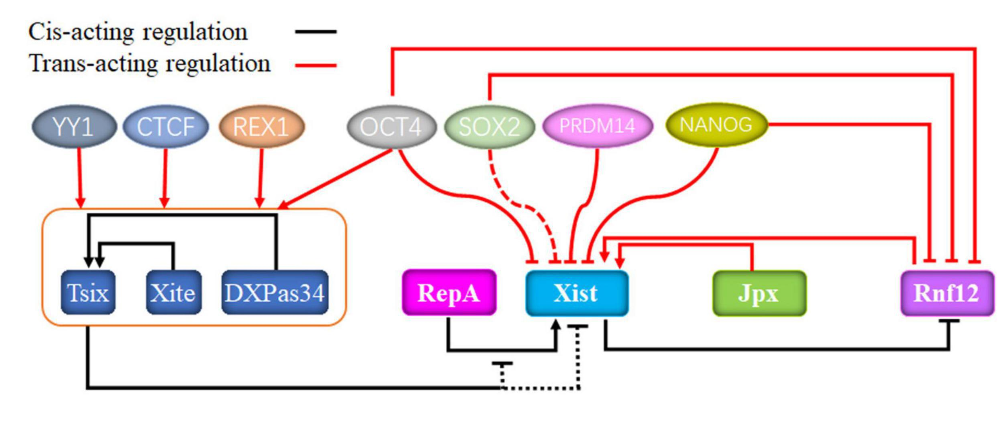 Cis-acting regulation
Trans-acting regulation
YY1
CTCF
REX1
OCT4
SOX2
PRDM14
NANOG
Tsix
Xite
DXPas34
RepA
Xist
Jpx
Rnf12